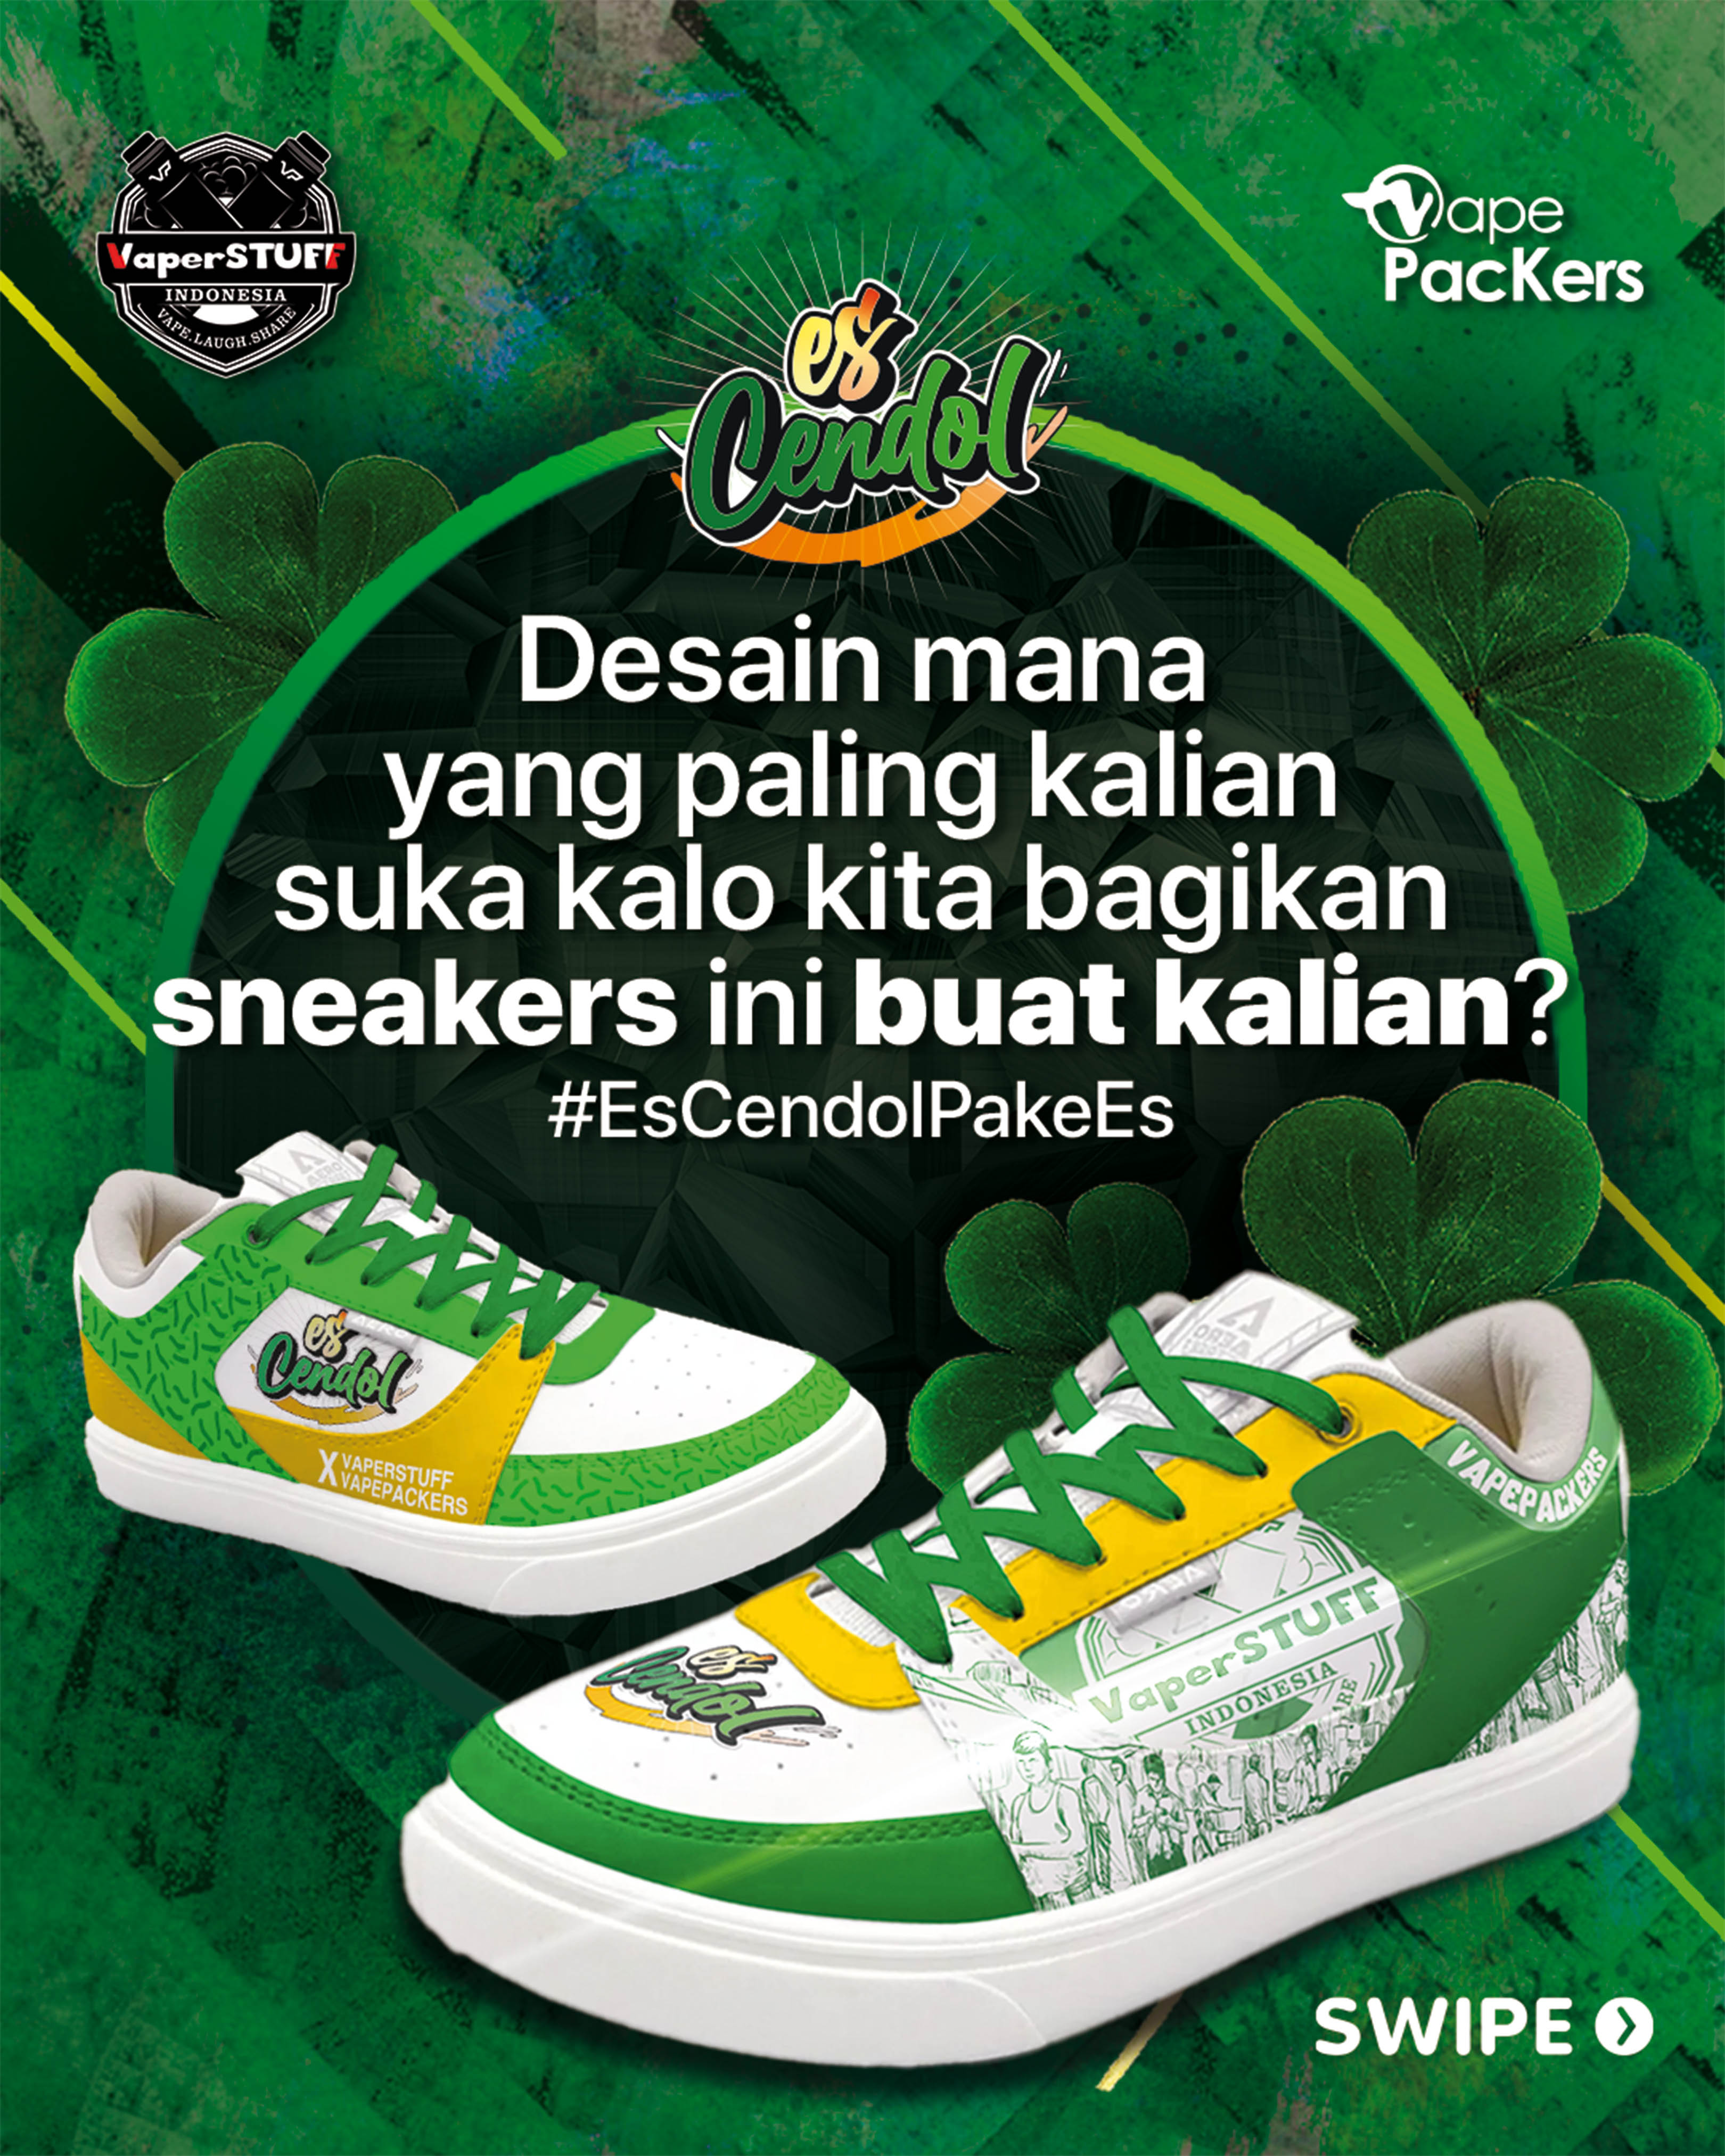 VaperSTUFF
INDONESIA
VAPE.LAUGH.SHARE
Vape
PacKers
es
Cendol
Desain mana
yang paling kalian
suka kalo kita bagikan
sneakers ini buat kalian?
#EsCendolPakeEs
es
Cendol
X VAPERSTUFF
VAPEPACKERS
VAPEPACKERS
VaperSTUFF
INDONESIA
es
Cendol
SWIPE